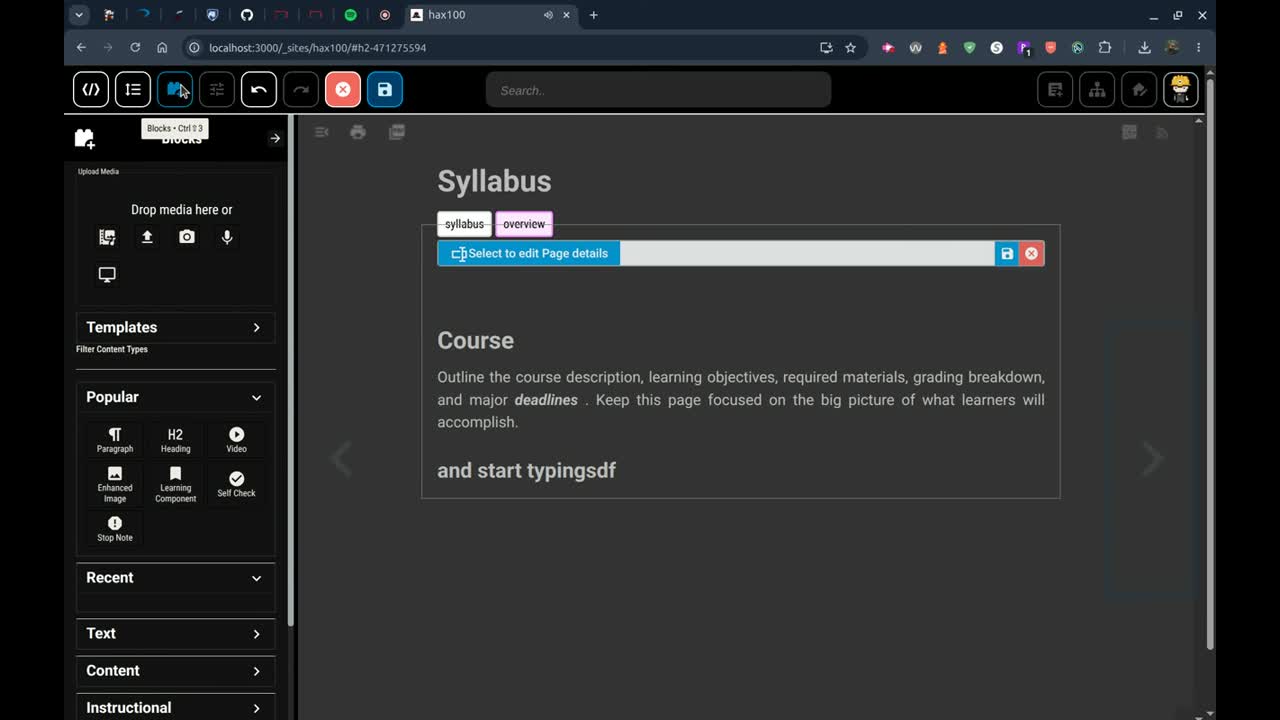 hax100
localhost:3000/_sites/hax100/#h2-471275594
1
Search..
Blocks • Ctrl⇧3
Blocks
Upload Media
Drop media here or
Templates
Filter Content Types
Popular
Paragraph
H2
Heading
Video
Enhanced Image
Learning Component
Self Check
Stop Note
Recent
Text
Content
Instructional
Syllabus
syllabus overview
Select to edit Page details
Course
Outline the course description, learning objectives, required materials, grading breakdown,
and major deadlines . Keep this page focused on the big picture of what learners will
accomplish.
and start typingsdf